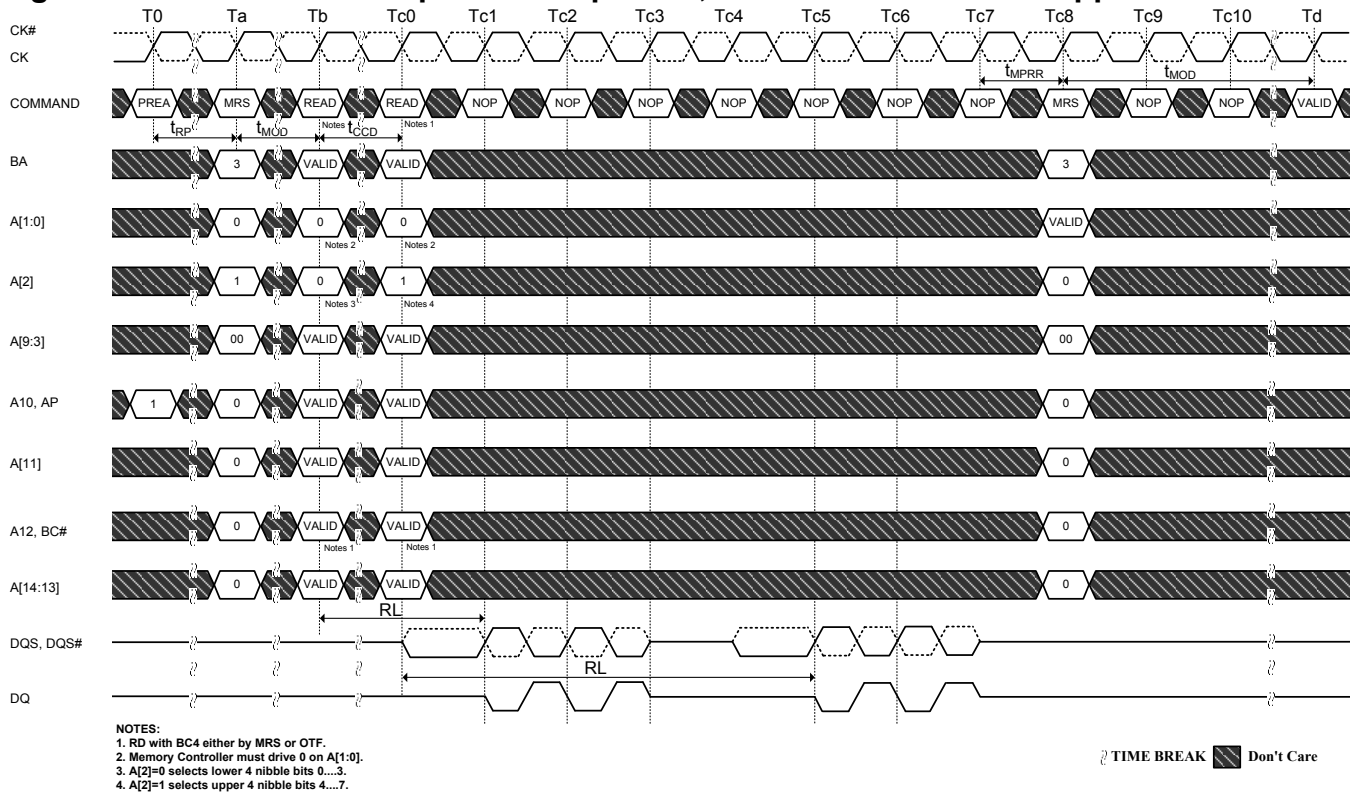 T0 Ta Tb Tc0 Tc1 Tc2 Tc3 Tc4 Tc5 Tc6 Tc7 Tc8 Tc9 Tc10 Td
CK#
CK
tMPRR tMOD
COMMAND PREA MRS READ READ NOP NOP NOP NOP NOP NOP NOP MRS NOP NOP VALID
Notes 1 Notes 1
tRP tMOD tCCD
BA 3 VALID VALID 3
A[1:0] 0 0 0 VALID
Notes 2 Notes 2
A[2] 1 0 1 0
Notes 3 Notes 4
A[9:3] 00 VALID VALID 00
A10, AP 1 0 VALID VALID 0
A[11] 0 VALID VALID 0
A12, BC# 0 VALID VALID 0
Notes 1 Notes 1
A[14:13] 0 VALID VALID 0
RL
DQS, DQS#
RL
DQ
NOTES:
1. RD with BC4 either by MRS or OTF.
2. Memory Controller must drive 0 on A[1:0].
3. A[2]=0 selects lower 4 nibble bits 0....3.
4. A[2]=1 selects upper 4 nibble bits 4....7.
TIME BREAK Don't Care